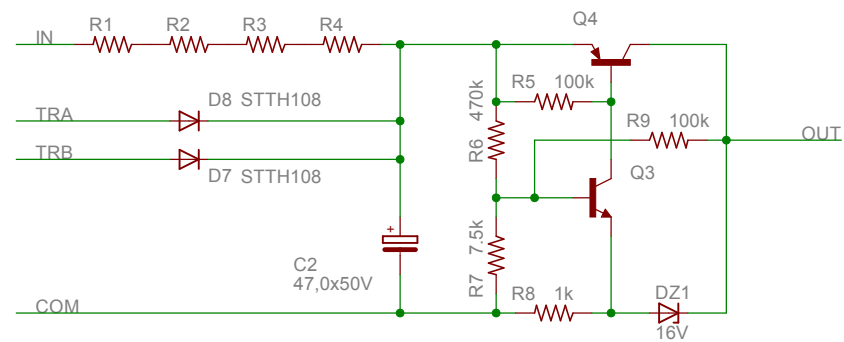 Q4
R1 R2 R3 R4
IN
R5 100k
D8 STTH108
470k
TRA
R9 100k
OUT
R6
TRB
D7 STTH108
Q3
+
7.5k
C2
47,0x50V
R7
R8 1k
DZ1
COM
16V